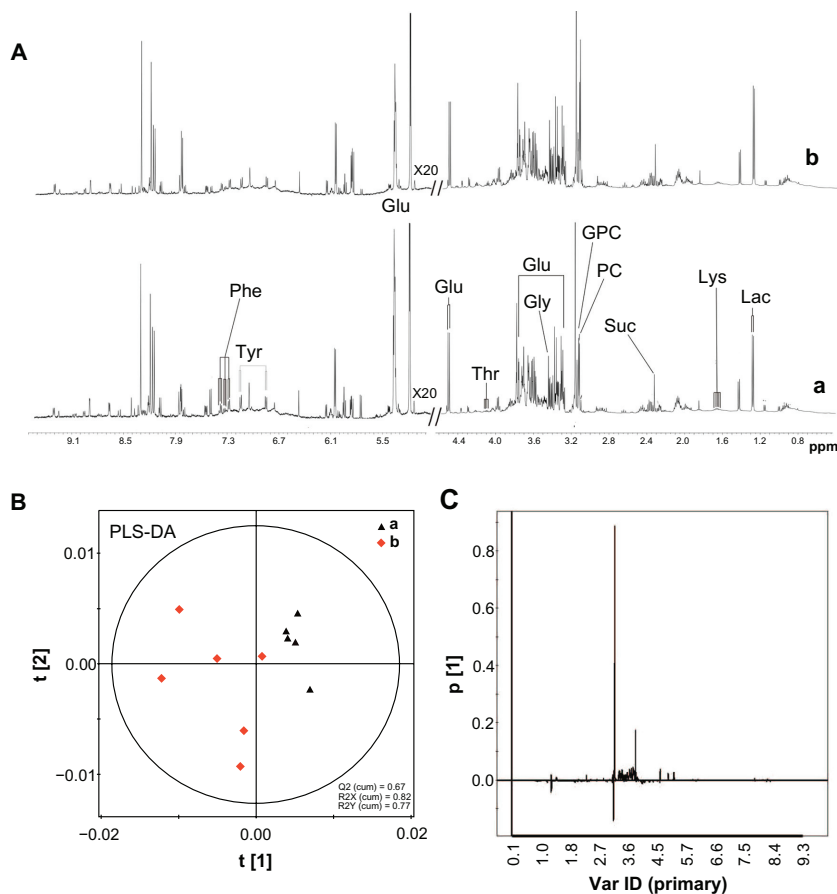 A
b
X20
Glu
GPC
PC
Glu
Glu
Gly
Lys
Lac
Phe
Tyr
Thr
Suc
X20
a
9.1 8.5 7.9 7.3 6.7 6.1 5.5 4.4 4.0 3.6 3.2 2.8 2.4 2.0 1.6 1.2 0.8
ppm
B
PLS-DA
a
b
0.01
0.00
−0.01
t [2]
Q2 (cum) = 0.67
R2X (cum) = 0.82
R2Y (cum) = 0.77
−0.02 0.00 0.02
t [1]
C
0.8
0.6
0.4
0.2
0.0
p [1]
0.1 1.0 1.8 2.7 3.6 4.5 5.7 6.6 7.5 8.4 9.3
Var ID (primary)